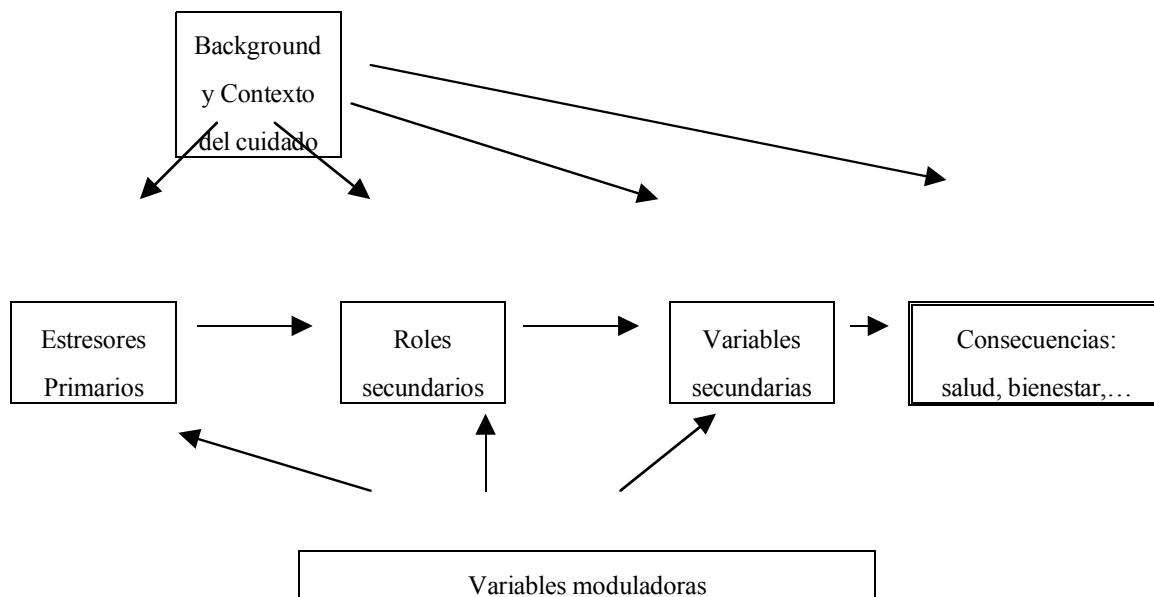 Background
y Contexto
del cuidado
Estresores
Primarios
Roles
secundarios
Variables
secundarias
Consecuencias:
salud, bienestar,…
Variables moduladoras